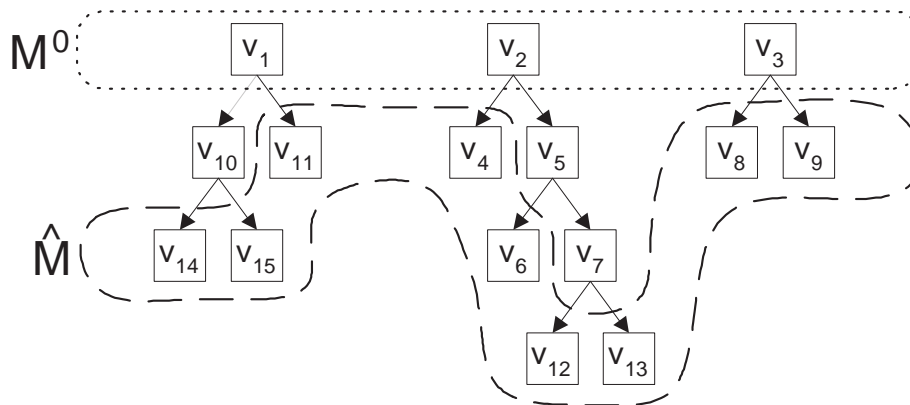 M⁰ v₁ v₂ v₃
v₁₀ v₁₁ v₄ v₅ v₈ v₉
M̂ v₁₄ v₁₅ v₆ v₇
v₁₂ v₁₃